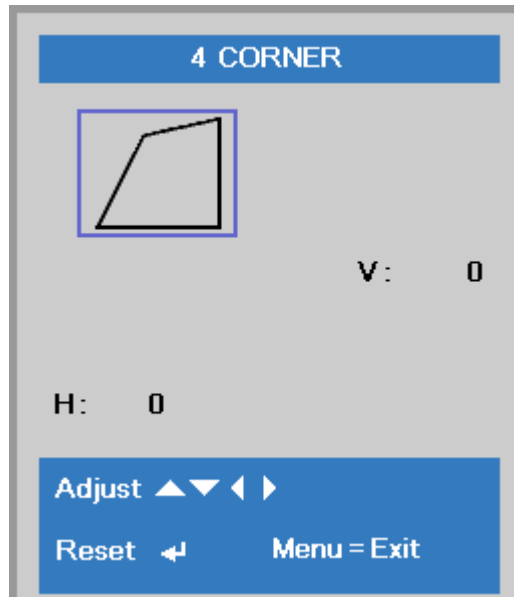 4 CORNER
V: 0
H: 0
Adjust ▲▼◀▶
Reset ↵ Menu = Exit